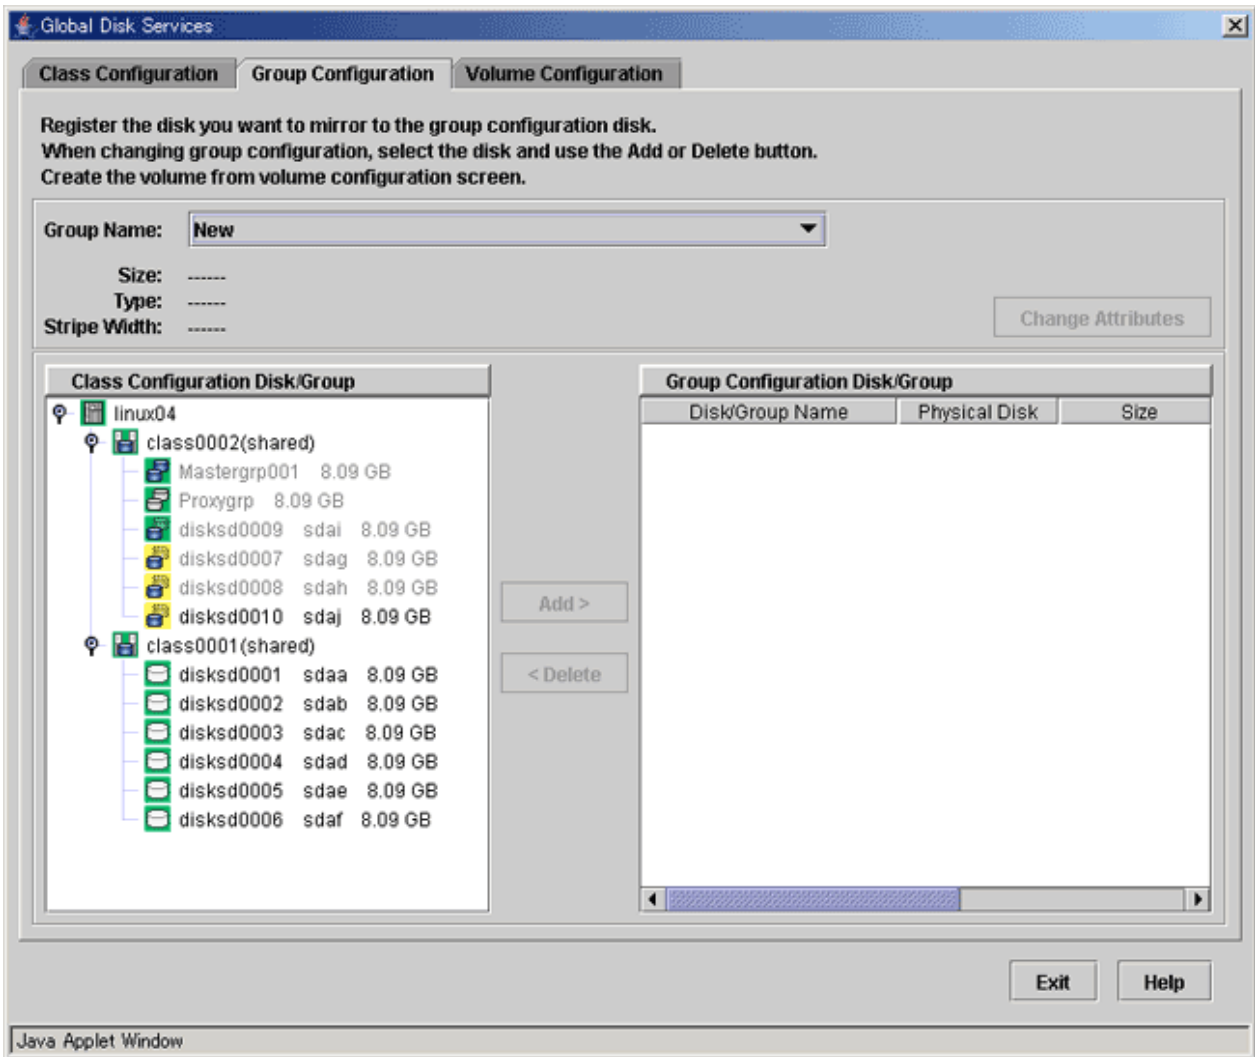 Global Disk Services
Class Configuration Group Configuration Volume Configuration
Register the disk you want to mirror to the group configuration disk.
When changing group configuration, select the disk and use the Add or Delete button.
Create the volume from volume configuration screen.
Group Name: New
Size: ------
Type: ------
Stripe Width: ------
Change Attributes
Class Configuration Disk/Group
linux04
class0002(shared)
Mastergrp001 8.09 GB
Proxygrp 8.09 GB
disksd0009 sdai 8.09 GB
disksd0007 sdag 8.09 GB
disksd0008 sdah 8.09 GB
disksd0010 sdaj 8.09 GB
class0001(shared)
disksd0001 sdaa 8.09 GB
disksd0002 sdab 8.09 GB
disksd0003 sdac 8.09 GB
disksd0004 sdad 8.09 GB
disksd0005 sdae 8.09 GB
disksd0006 sdaf 8.09 GB
Add >
< Delete
Group Configuration Disk/Group
Disk/Group Name Physical Disk Size
Exit Help
Java Applet Window